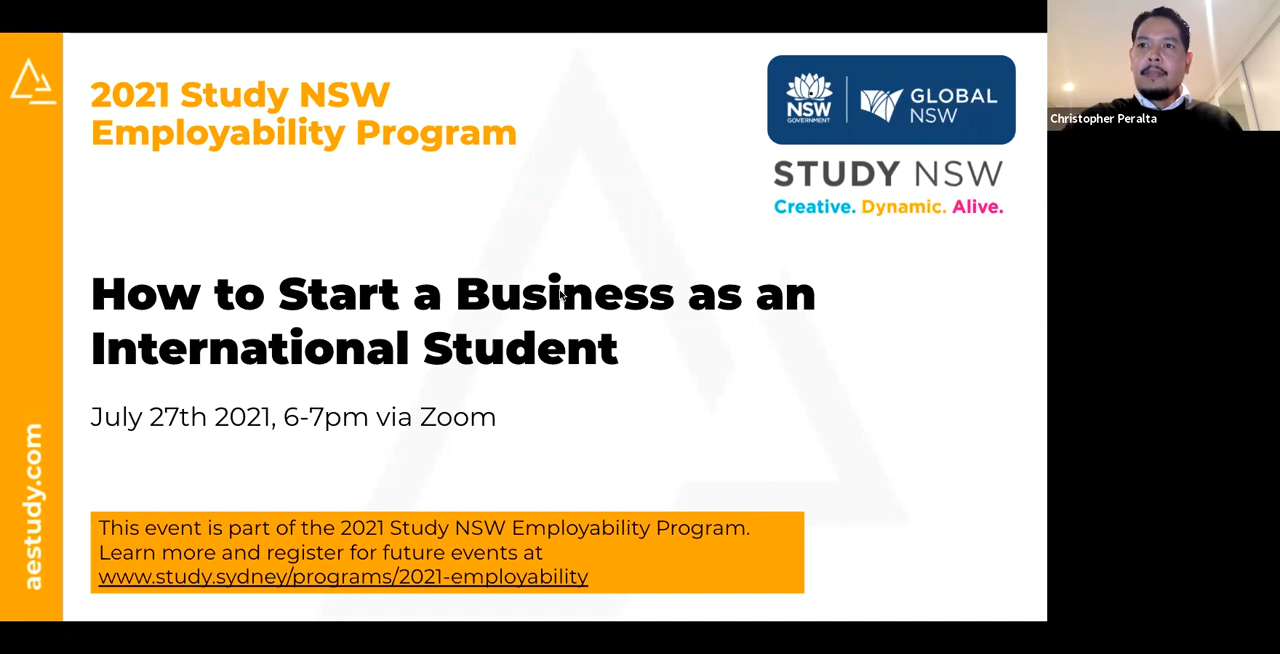 2021 Study NSW
Employability Program
NSW
GOVERNMENT
GLOBAL
NSW
STUDY NSW
Creative. Dynamic. Alive.
How to Start a Business as an
International Student
July 27th 2021, 6-7pm via Zoom
This event is part of the 2021 Study NSW Employability Program.
Learn more and register for future events at
www.study.sydney/programs/2021-employability
aestudy.com
Christopher Peralta